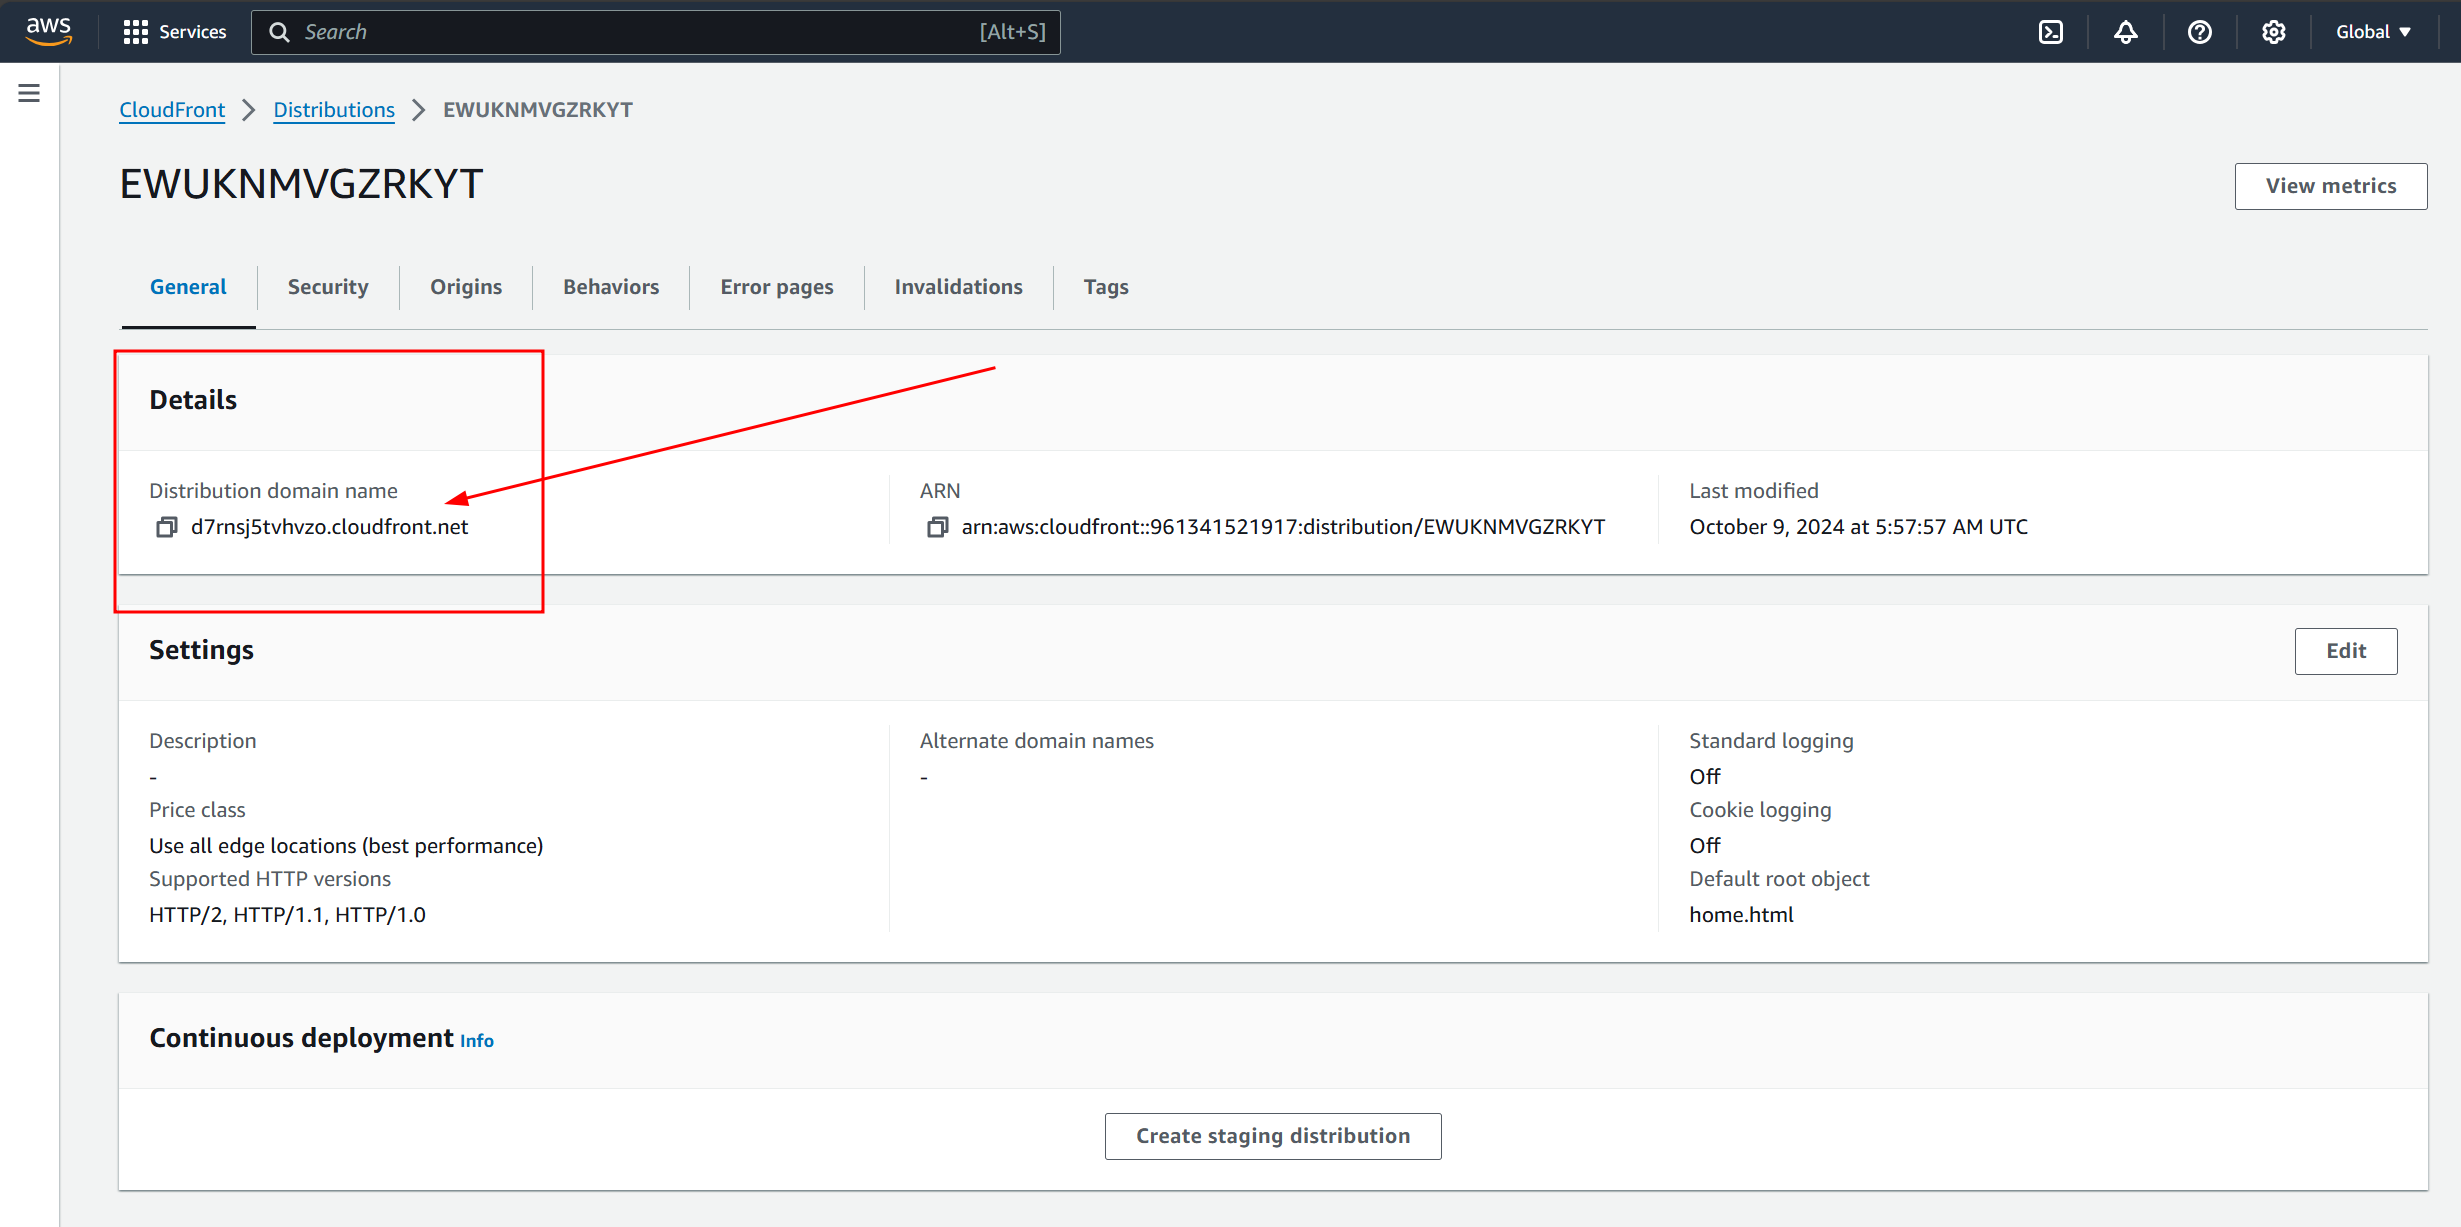 aws
Services
Search
[Alt+S]
Global
CloudFront
Distributions
EWUKNMVGZRKYT
EWUKNMVGZRKYT
View metrics
General
Security
Origins
Behaviors
Error pages
Invalidations
Tags
Details
Distribution domain name
d7rnsj5tvhvzo.cloudfront.net
ARN
arn:aws:cloudfront::961341521917:distribution/EWUKNMVGZRKYT
Last modified
October 9, 2024 at 5:57:57 AM UTC
Settings
Edit
Description
-
Price class
Use all edge locations (best performance)
Supported HTTP versions
HTTP/2, HTTP/1.1, HTTP/1.0
Alternate domain names
-
Standard logging
Off
Cookie logging
Off
Default root object
home.html
Continuous deployment Info
Create staging distribution